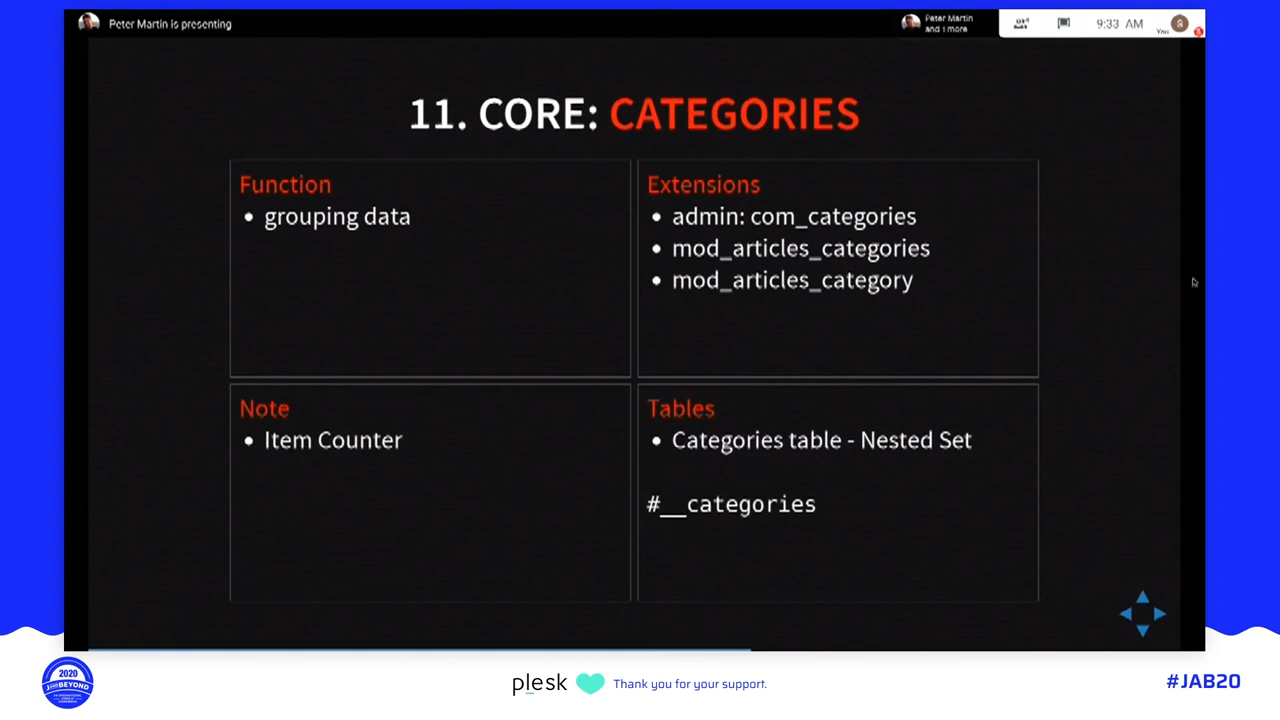 Peter Martin is presenting
Peter Martin
and 1 more
9:33 AM
You
S
11. CORE: CATEGORIES
Function
• grouping data
Extensions
• admin: com_categories
• mod_articles_categories
• mod_articles_category
Note
• Item Counter
Tables
• Categories table - Nested Set
#__categories
2020
JANDBEYOND
plesk
Thank you for your support.
#JAB20